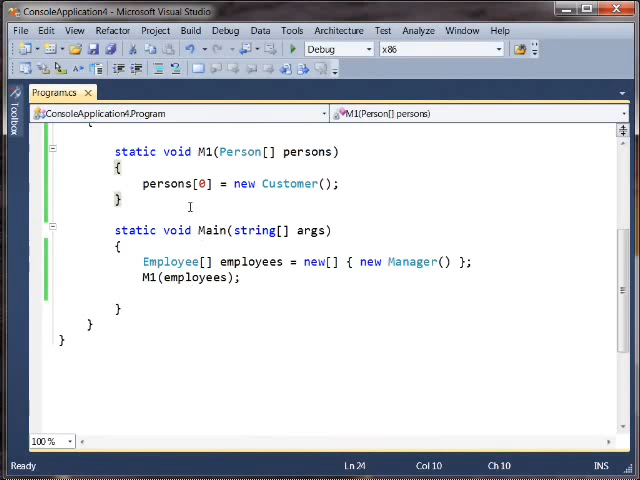 ConsoleApplication4 - Microsoft Visual Studio
File Edit View Refactor Project Build Debug Data Tools Architecture Test Analyze Window Help
Debug x86
Toolbox
Program.cs
ConsoleApplication4.Program M1(Person[] persons)
{
static void M1(Person[] persons)
{
persons[0] = new Customer();
}
static void Main(string[] args)
{
Employee[] employees = new[] { new Manager() };
M1(employees);
}
}
}
100 %
Ready Ln 24 Col 10 Ch 10 INS